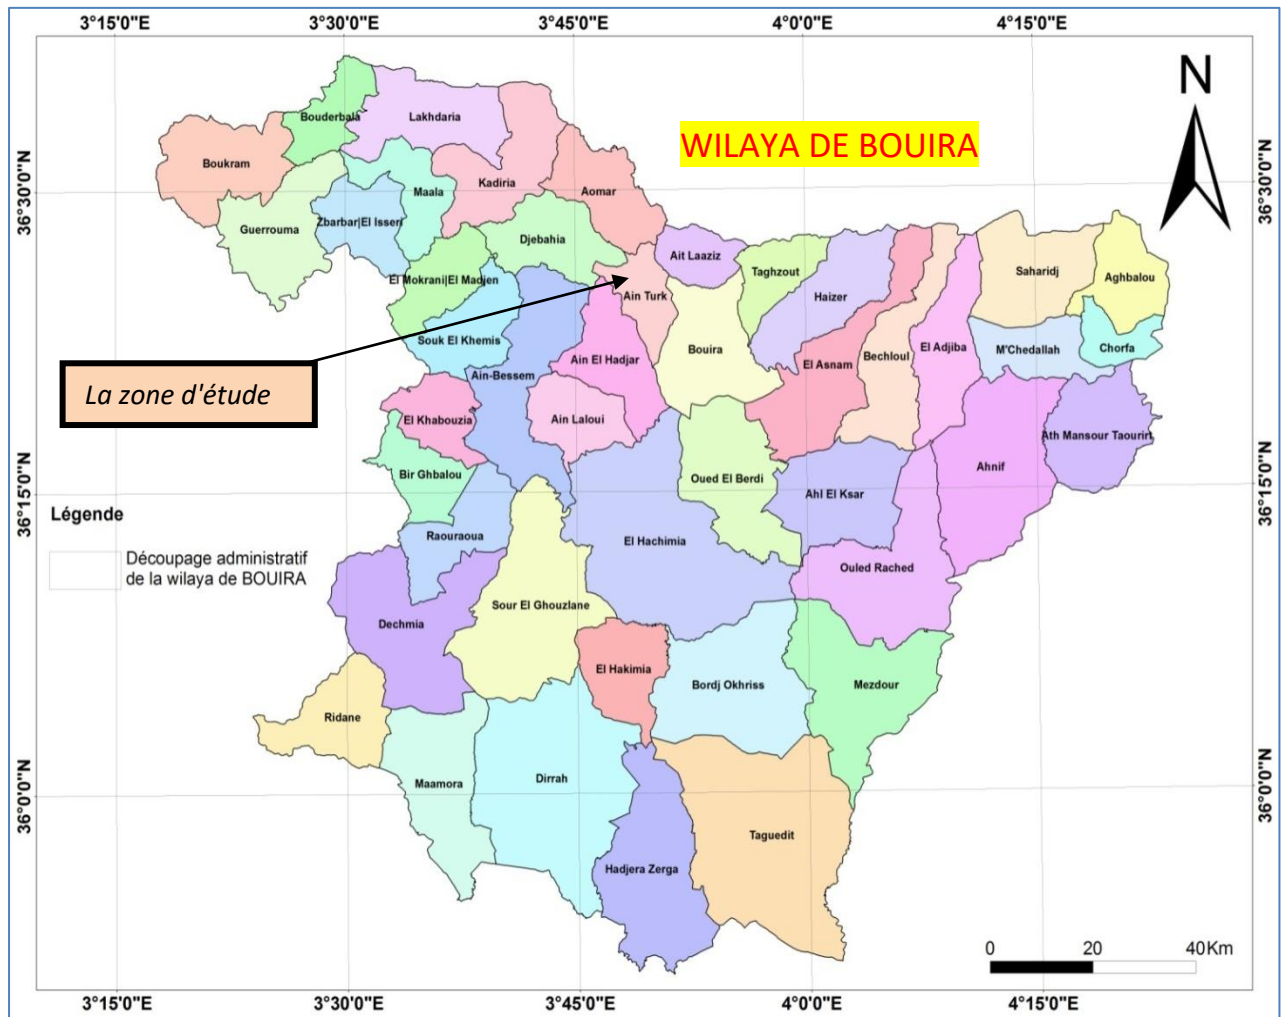 3°15'0"E 3°30'0"E 3°45'0"E 4°0'0"E 4°15'0"E
WILAYA DE BOUIRA
N
36°30'0"N
36°30'0"N
Bouderbala
Lakhdaria
Boukram
Kadiria
Maala
Aomar
Zbarbar|El Isseri
Guerrouma
Djebahia
Ait Laaziz
Taghzout
Saharidj
Aghbalou
El Mokrani|El Madjen
Ain Turk
Haizer
Souk El Khemis
Bouira
El Adjiba
M'Chedallah
Chorfa
Ain El Hadjar
El Asnam
Bechloul
Ain-Bessem
La zone d'étude
El Khabouzia
Ain Laloui
Ath Mansour Taourirt
Ahnif
Bir Ghbalou
Oued El Berdi
Ahl El Ksar
36°15'0"N
36°15'0"N
Légende
Découpage administratif
de la wilaya de BOUIRA
Raouraoua
El Hachimia
Ouled Rached
Sour El Ghouzlane
Dechmia
El Hakimia
Bordj Okhriss
Mezdour
Ridane
Maamora
Dirrah
36°0'0"N
36°0'0"N
Taguedit
Hadjera Zerga
0 20 40 Km
3°15'0"E 3°30'0"E 3°45'0"E 4°0'0"E 4°15'0"E